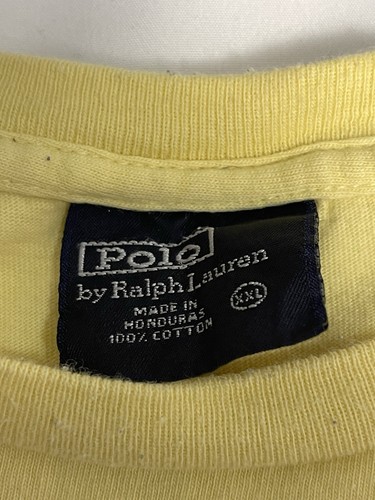 Polo
by Ralph Lauren
XXL
MADE IN
HONDURAS
100% COTTON